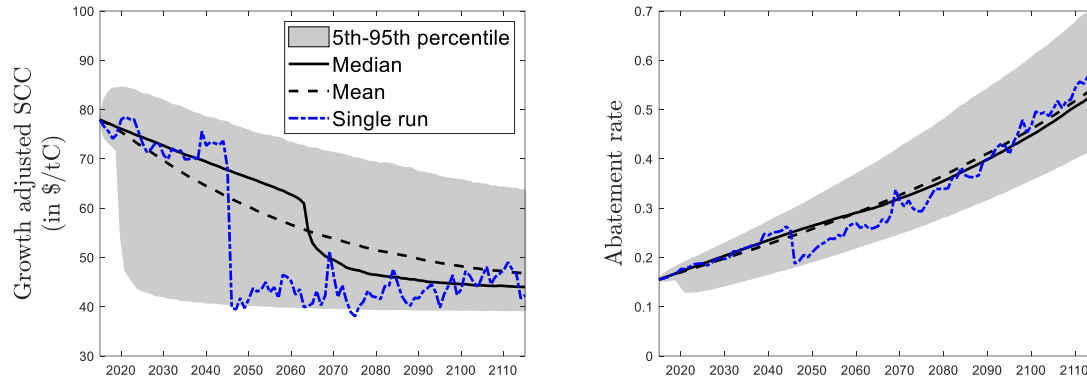 Growth adjusted SCC
(in $/tC)
100
90
80
70
60
50
40
30
5th-95th percentile
Median
Mean
Single run
2020 2030 2040 2050 2060 2070 2080 2090 2100 2110
Abatement rate
0.7
0.6
0.5
0.4
0.3
0.2
0.1
0
2020 2030 2040 2050 2060 2070 2080 2090 2100 2110